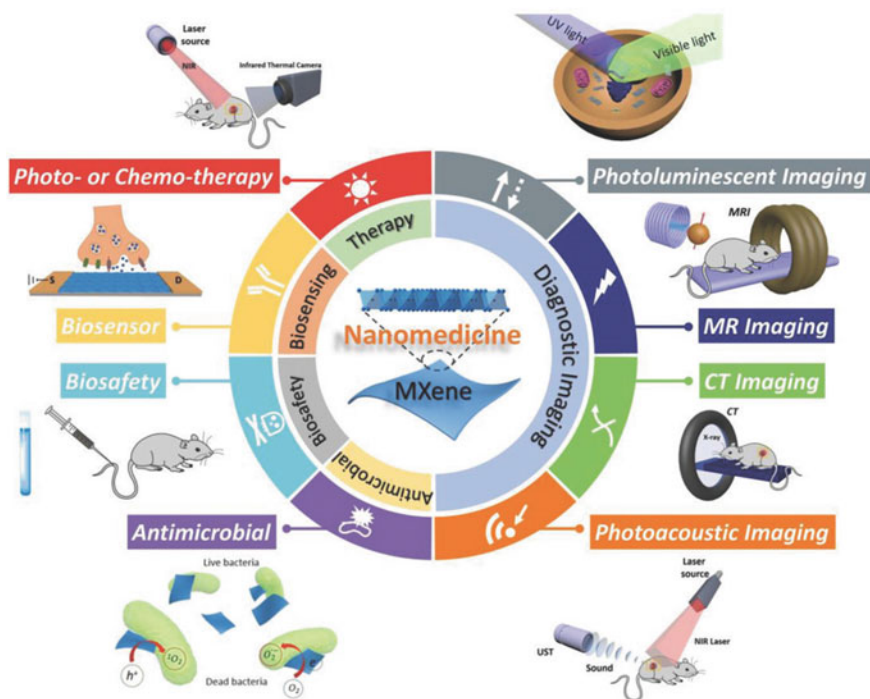 Laser
source
NIR
Infrared Thermal Camera
UV light
Visible light
Photo- or Chemo-therapy
Photoluminescent Imaging
Therapy
Diagnostic Imaging
MRI
S
D
Biosensing
Nanomedicine
MXene
Biosensor
MR Imaging
Biosafety
CT Imaging
Biosafety
CT
X-ray
Antimicrobial
Antimicrobial
Photoacoustic Imaging
Live bacteria
Laser
source
UST
NIR Laser
Sound
h⁺
¹O₂
O₂⁻
e⁻
O₂
Dead bacteria